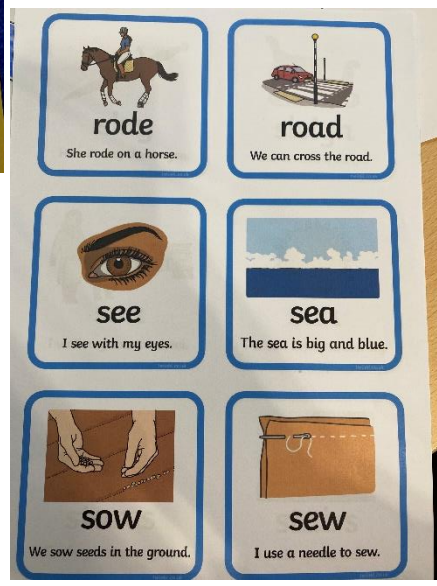 rode
She rode on a horse.
road
We can cross the road.
see
I see with my eyes.
sea
The sea is big and blue.
sow
We sow seeds in the ground.
sew
I use a needle to sew.